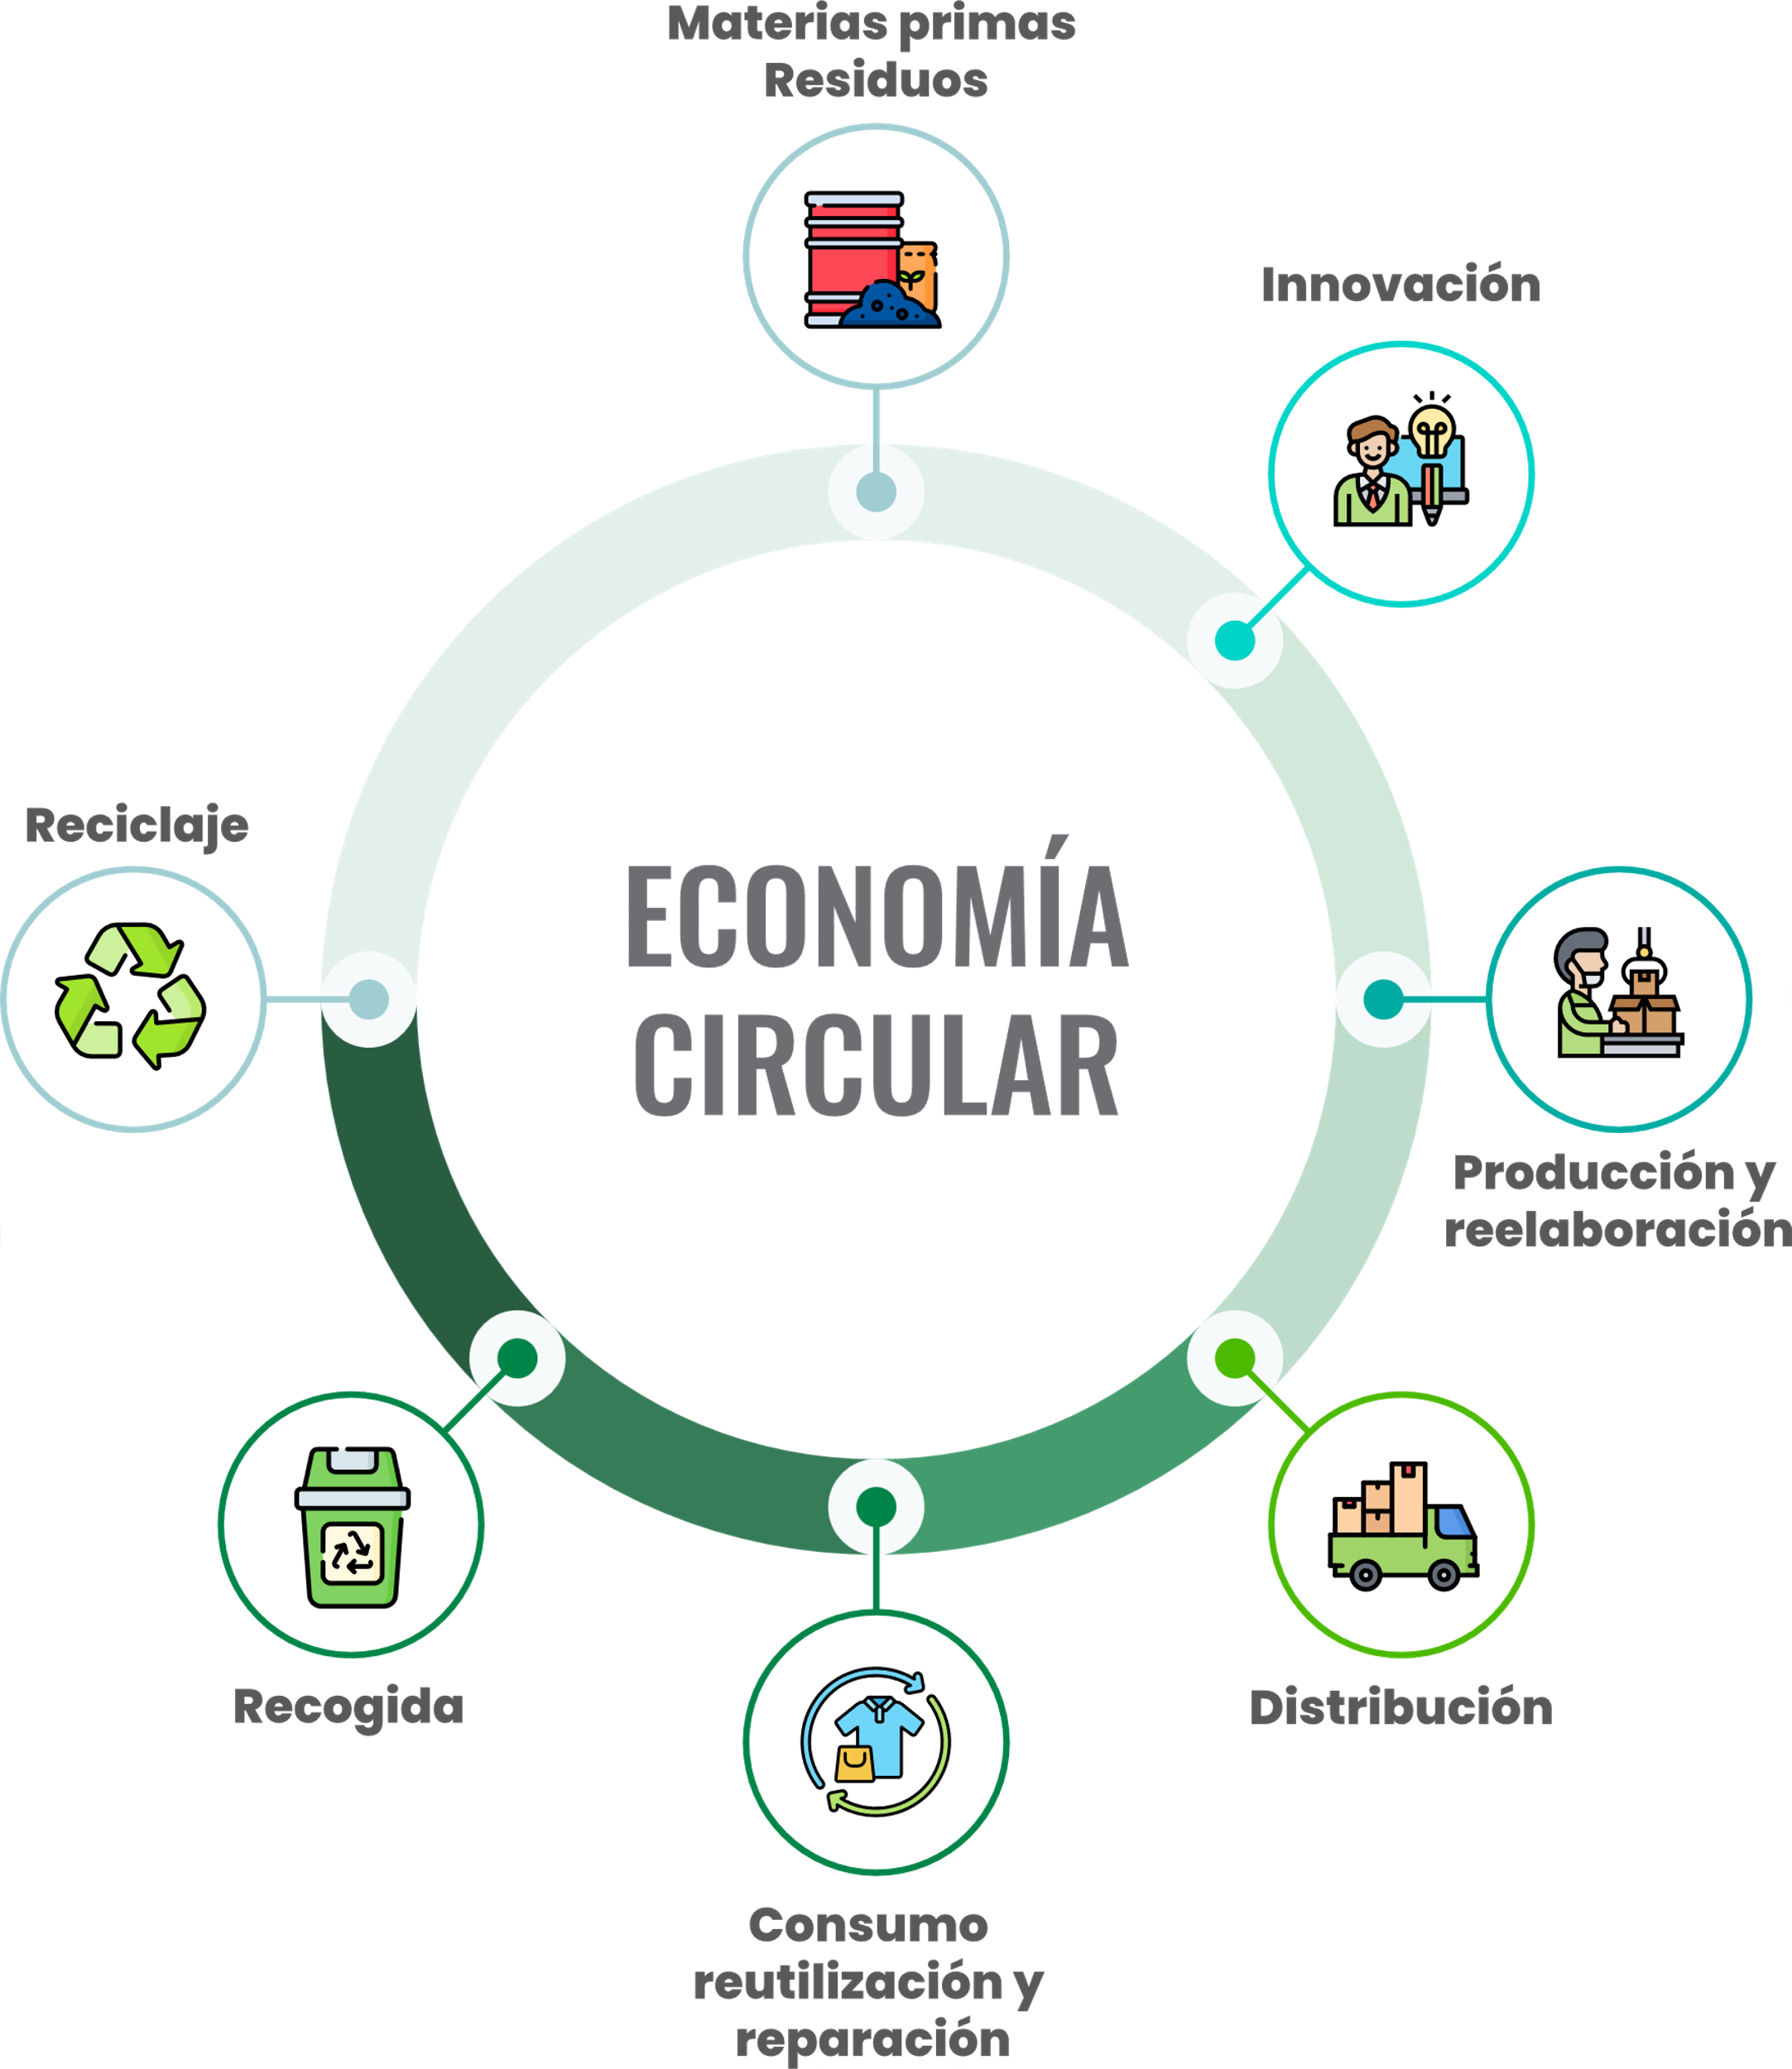 Materias primas
Residuos
Innovación
Reciclaje
ECONOMÍA
CIRCULAR
Producción y
reelaboración
Recogida
Distribución
Consumo
reutilización y
reparación